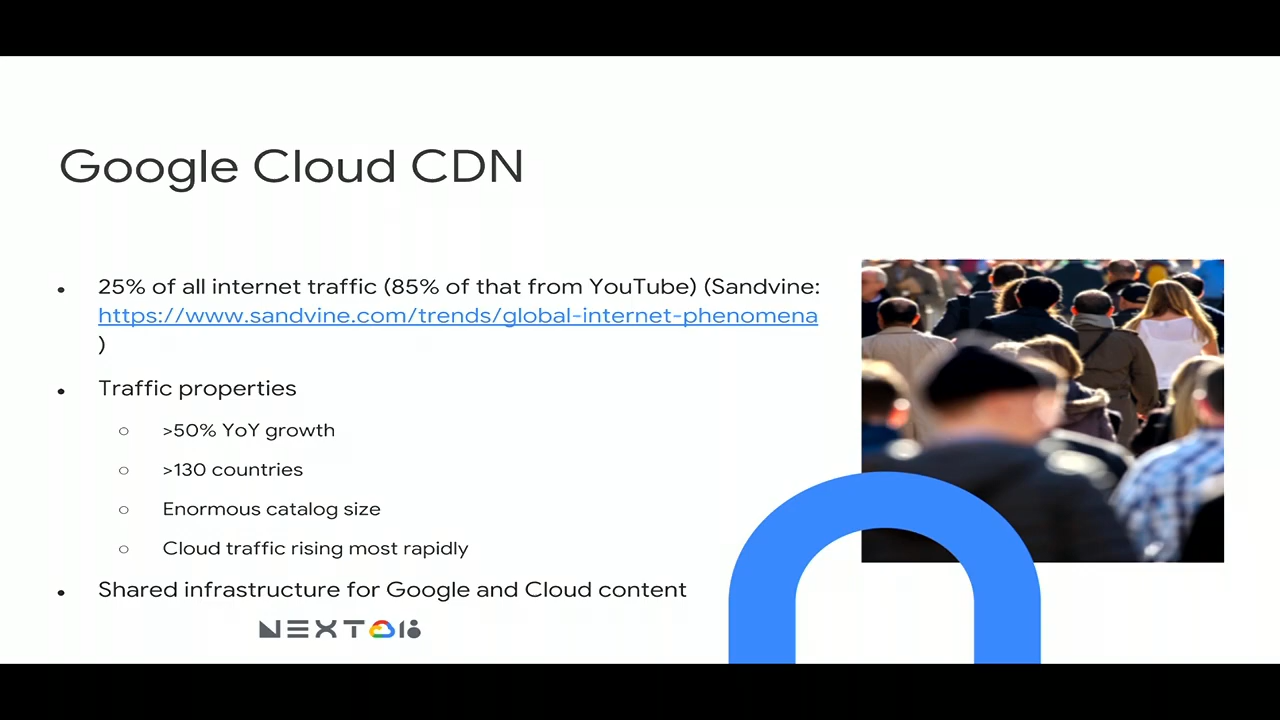 Google Cloud CDN
● 25% of all internet traffic (85% of that from YouTube) (Sandvine:
https://www.sandvine.com/trends/global-internet-phenomena
)
● Traffic properties
○ >50% YoY growth
○ >130 countries
○ Enormous catalog size
○ Cloud traffic rising most rapidly
● Shared infrastructure for Google and Cloud content
NEXT 18